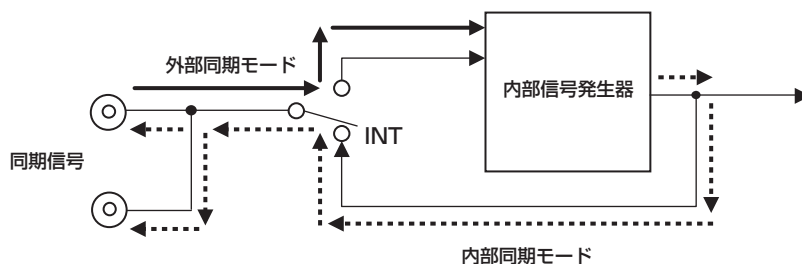 外部同期モード
内部信号発生器
INT
同期信号
内部同期モード